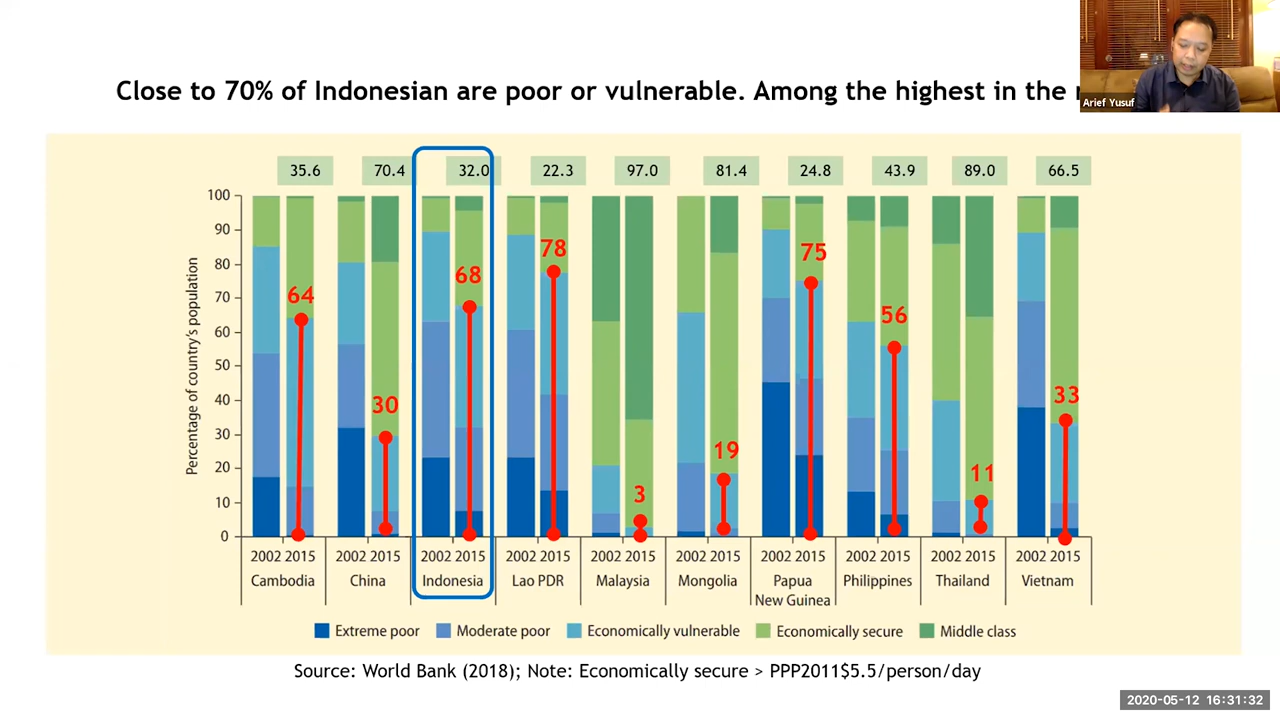 Close to 70% of Indonesian are poor or vulnerable. Among the highest in the
Arief Yusuf
35.6 70.4 32.0 22.3 97.0 81.4 24.8 43.9 89.0 66.5
100
90
80
70
60
50
40
30
20
10
0
Percentage of country's population
64 30 68 78 3 19 75 56 11 33
2002 2015 2002 2015 2002 2015 2002 2015 2002 2015 2002 2015 2002 2015 2002 2015 2002 2015 2002 2015
Cambodia China Indonesia Lao PDR Malaysia Mongolia Papua Philippines Thailand Vietnam
New Guinea
Extreme poor Moderate poor Economically vulnerable Economically secure Middle class
Source: World Bank (2018); Note: Economically secure > PPP2011$5.5/person/day
2020-05-12 16:31:32